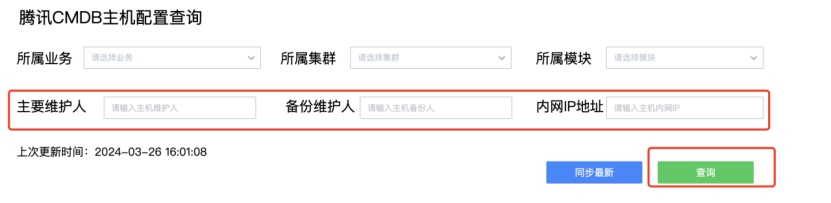 腾讯CMDB主机配置查询
所属业务 请选择业务 所属集群 请选择集群 所属模块 请选择模块
主要维护人 请输入主机维护人 备份维护人 请输入主机备份人 内网IP地址 请输入主机内网IP
上次更新时间：2024-03-26 16:01:08
同步最新 查询